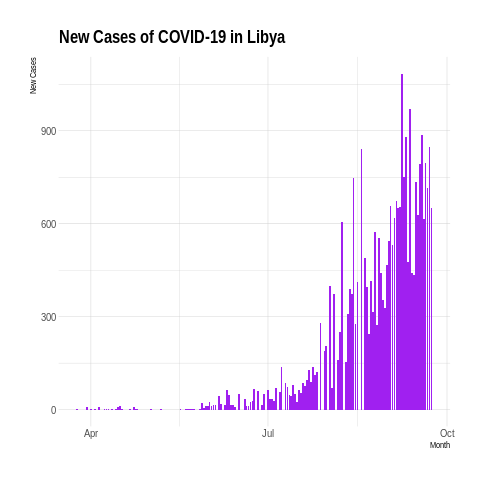 New Cases of COVID-19 in Libya
New Cases
900
600
300
0
Apr
Jul
Oct
Month